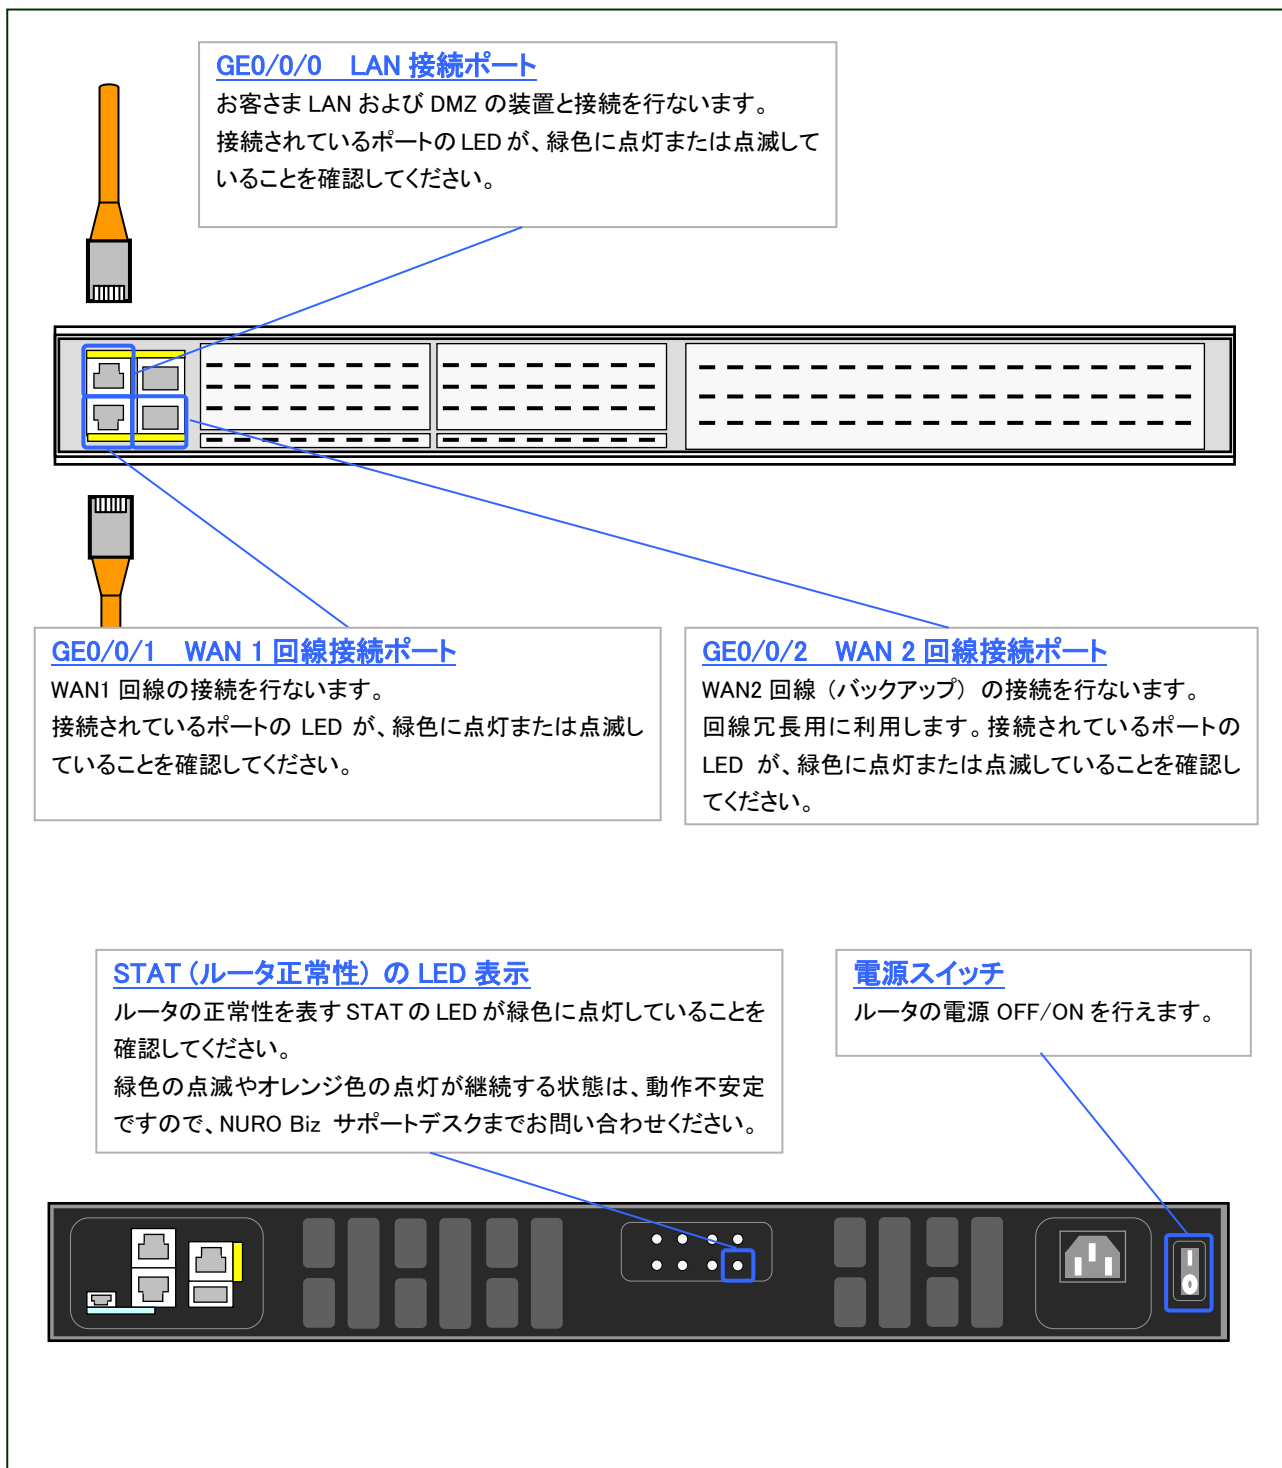 GE0/0/0 LAN 接続ポート
お客さま LAN および DMZ の装置と接続を行ないます。
接続されているポートの LED が、緑色に点灯または点滅して
いることを確認してください。
GE0/0/1 WAN 1 回線接続ポート
WAN1 回線の接続を行ないます。
接続されているポートの LED が、緑色に点灯または点滅し
ていることを確認してください。
GE0/0/2 WAN 2 回線接続ポート
WAN2 回線（バックアップ）の接続を行ないます。
回線冗長用に利用します。接続されているポートの
LED が、緑色に点灯または点滅していることを確認し
てください。
STAT（ルータ正常性）の LED 表示
ルータの正常性を表す STAT の LED が緑色に点灯していることを
確認してください。
緑色の点滅やオレンジ色の点灯が継続する状態は、動作不安定
ですので、NURO Biz サポートデスクまでお問い合わせください。
電源スイッチ
ルータの電源 OFF/ON を行えます。